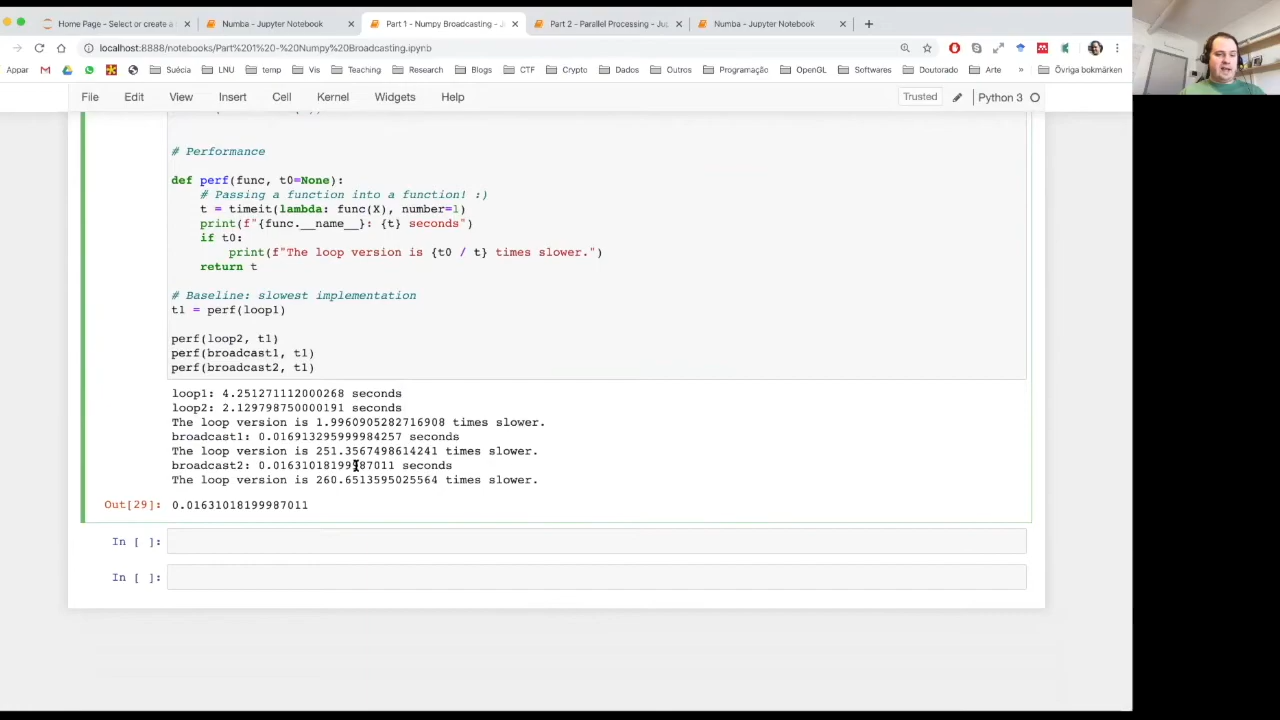 Home Page - Select or create a
Numba - Jupyter Notebook
Part 1 - Numpy Broadcasting - J
Part 2 - Parallel Processing - Ju
Numba - Jupyter Notebook
localhost:8888/notebooks/Part%201%20-%20Numpy%20Broadcasting.ipynb
Appar Suécia LNU temp Vis Teaching Research Blogs CTF Crypto Dados Outros Programação OpenGL Softwares Doutorado Arte » Övriga bokmärken
File Edit View Insert Cell Kernel Widgets Help Trusted Python 3
# Performance
def perf(func, t0=None):
# Passing a function into a function! :)
t = timeit(lambda: func(X), number=1)
print(f"{func.__name__}: {t} seconds")
if t0:
print(f"The loop version is {t0 / t} times slower.")
return t
# Baseline: slowest implementation
t1 = perf(loop1)
perf(loop2, t1)
perf(broadcast1, t1)
perf(broadcast2, t1)
loop1: 4.251271112000268 seconds
loop2: 2.129798750000191 seconds
The loop version is 1.9960905282716908 times slower.
broadcast1: 0.016913295999984257 seconds
The loop version is 251.3567498614241 times slower.
broadcast2: 0.01631018199987011 seconds
The loop version is 260.6513595025564 times slower.
Out[29]: 0.01631018199987011
In [ ]:
In [ ]: